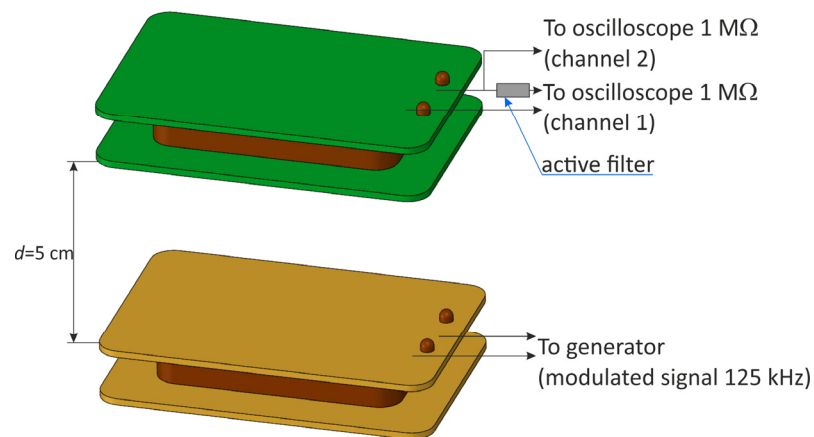 To oscilloscope 1 MΩ
(channel 2)
To oscilloscope 1 MΩ
(channel 1)
active filter
d=5 cm
To generator
(modulated signal 125 kHz)